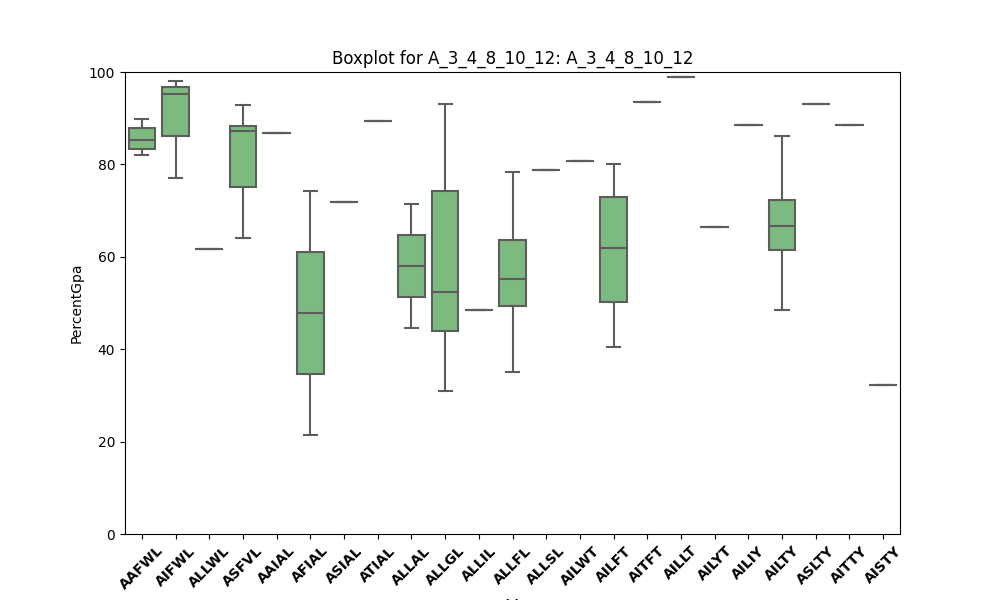 Boxplot for A_3_4_8_10_12: A_3_4_8_10_12
100
80
60
40
20
0
PercentGpa
AAFWL
AIFWL
ALLWL
ASFVL
AAIAL
AFIAL
ASIAL
ATIAL
ALLAL
ALLGL
ALLIL
ALLFL
ALLSL
AILWT
AILFT
AITFT
AILLT
AILYT
AILIY
AILTY
ASLTY
AITTY
AISTY